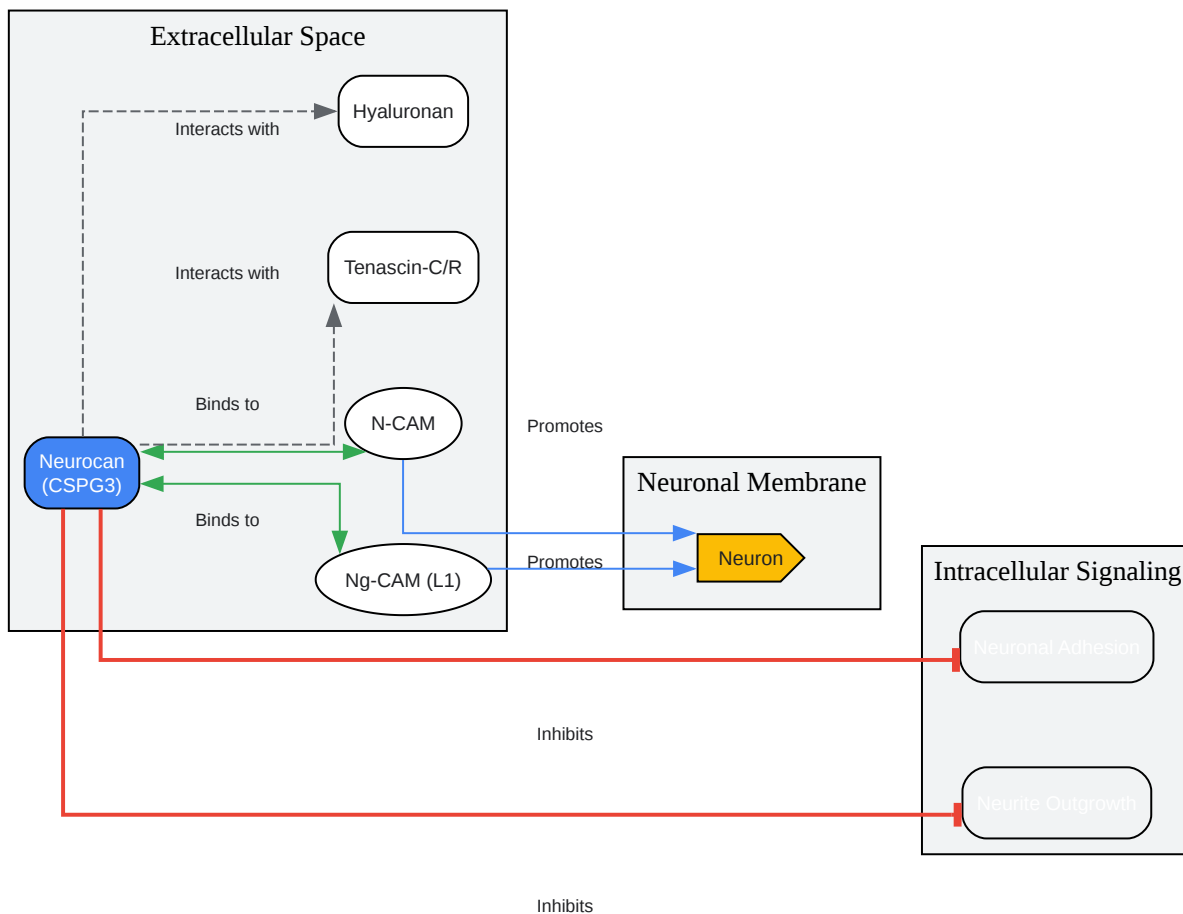 Extracellular Space
Hyaluronan
Interacts with
Tenascin-C/R
Interacts with
Binds to
N-CAM
Promotes
Neurocan
(CSPG3)
Neuronal Membrane
Binds to
Neuron
Promotes
Ng-CAM (L1)
Intracellular Signaling
Neuronal Adhesion
Inhibits
Neurite Outgrowth
Inhibits